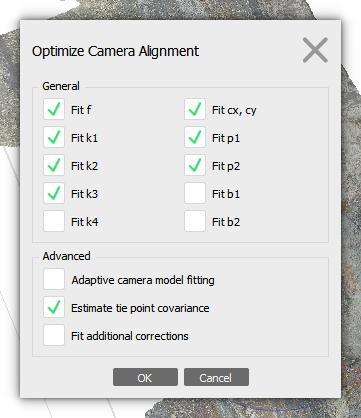 Optimize Camera Alignment
General
Fit f
Fit cx, cy
Fit k1
Fit p1
Fit k2
Fit p2
Fit k3
Fit b1
Fit k4
Fit b2
Advanced
Adaptive camera model fitting
Estimate tie point covariance
Fit additional corrections
OK
Cancel